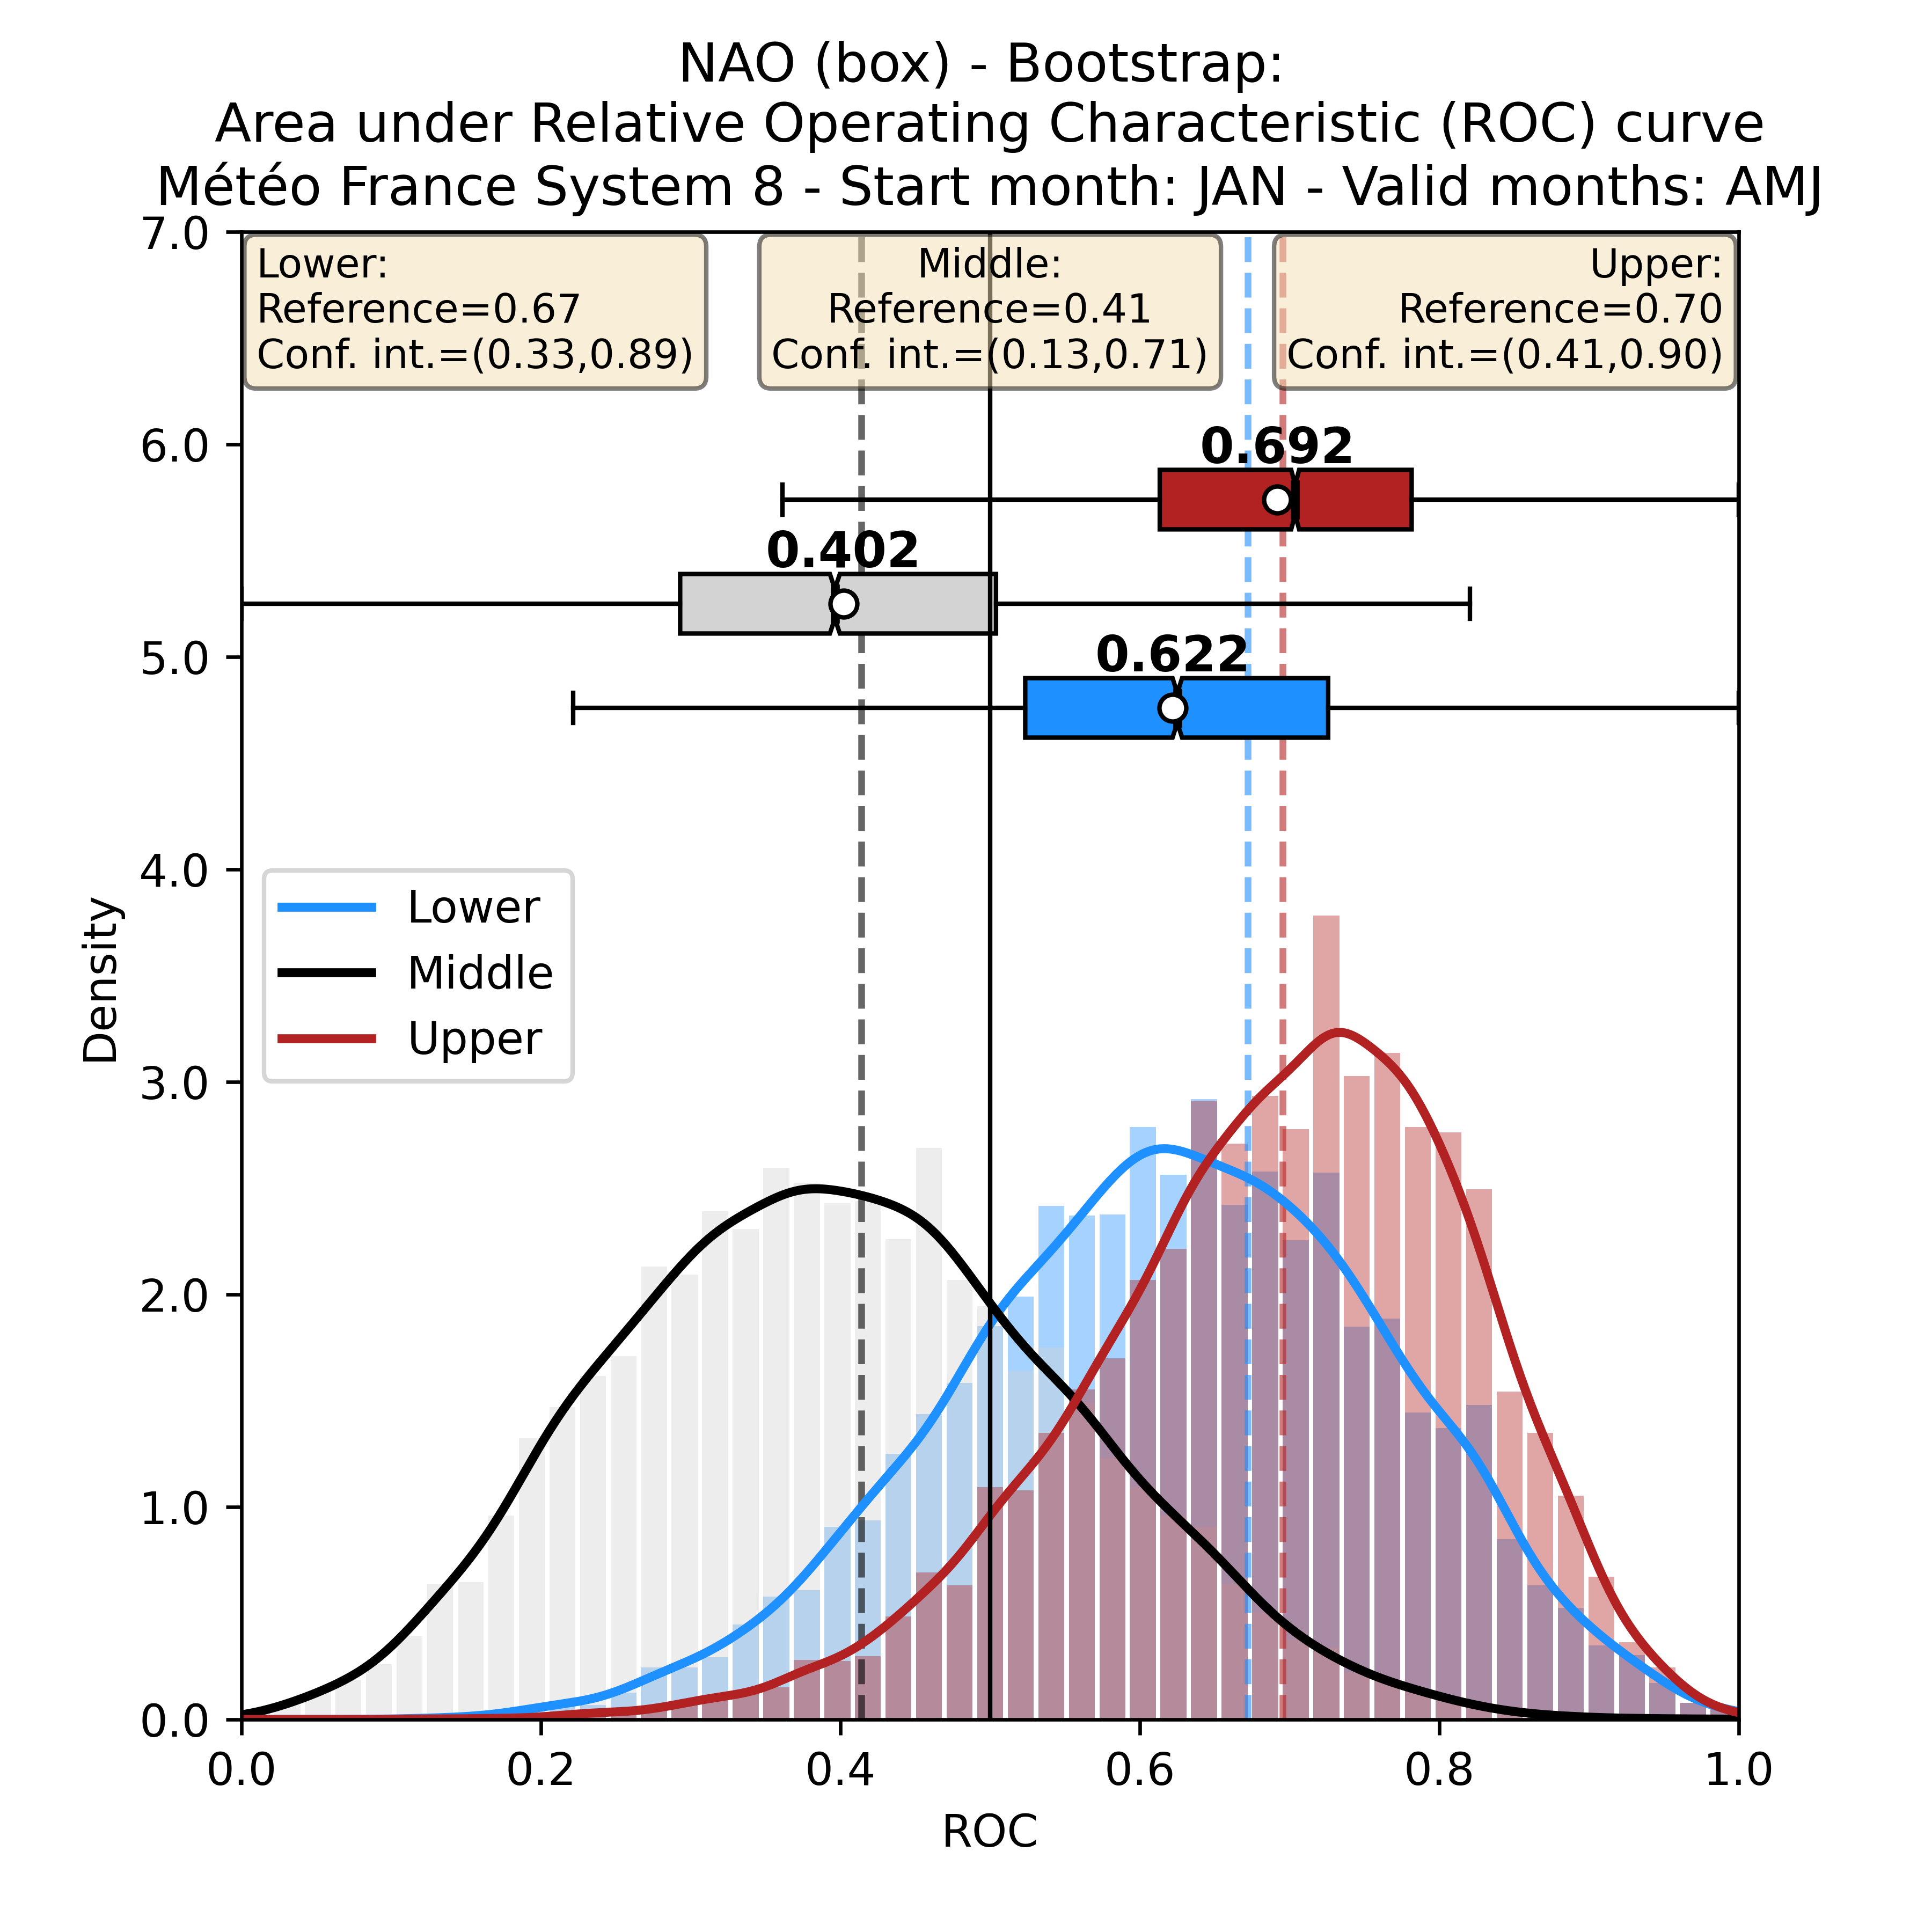 NAO (box) - Bootstrap:
Area under Relative Operating Characteristic (ROC) curve
Météo France System 8 - Start month: JAN - Valid months: AMJ
Lower:
Reference=0.67
Conf. int.=(0.33,0.89)
Middle:
Reference=0.41
Conf. int.=(0.13,0.71)
Upper:
Reference=0.70
Conf. int.=(0.41,0.90)
0.692
0.402
0.622
Lower
Middle
Upper
Density
7.0
6.0
5.0
4.0
3.0
2.0
1.0
0.0
0.0
0.2
0.4
0.6
0.8
1.0
ROC